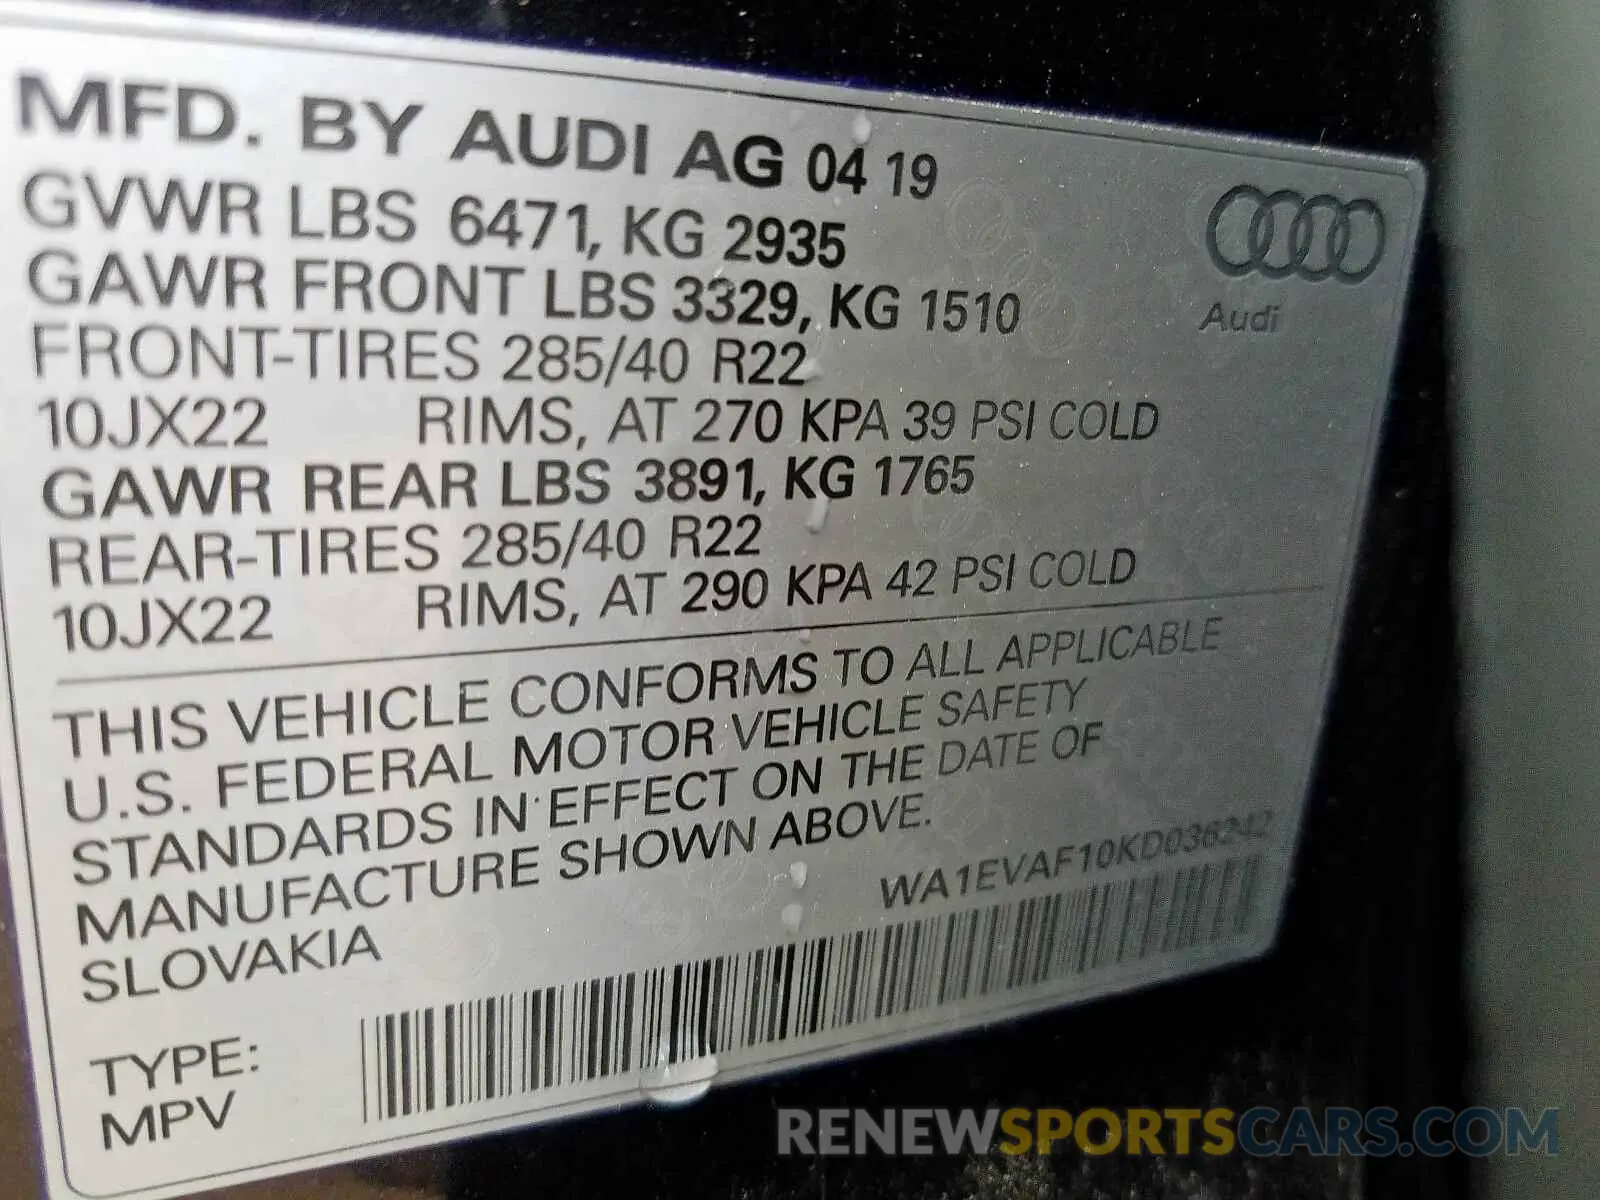 MFD. BY AUDI AG 04 19
GVWR LBS 6471, KG 2935
GAWR FRONT LBS 3329, KG 1510
FRONT-TIRES 285/40 R22
10JX22 RIMS, AT 270 KPA 39 PSI COLD
GAWR REAR LBS 3891, KG 1765
REAR-TIRES 285/40 R22
10JX22 RIMS, AT 290 KPA 42 PSI COLD
Audi
THIS VEHICLE CONFORMS TO ALL APPLICABLE
U.S. FEDERAL MOTOR VEHICLE SAFETY
STANDARDS IN EFFECT ON THE DATE OF
MANUFACTURE SHOWN ABOVE.
SLOVAKIA
WA1EVAF10KD036242
TYPE:
MPV
RENEWSPORTSCARS.COM